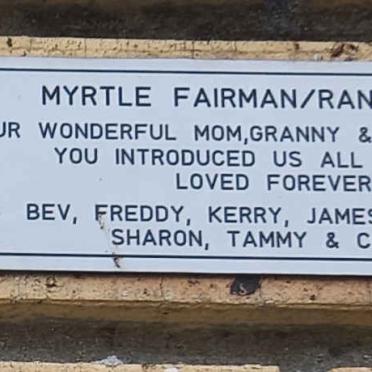 MYRTLE FAIRMAN/RAN
UR WONDERFUL MOM,GRANNY &
YOU INTRODUCED US ALL
LOVED FOREVER
BEV, FREDDY, KERRY, JAMES
SHARON, TAMMY & C